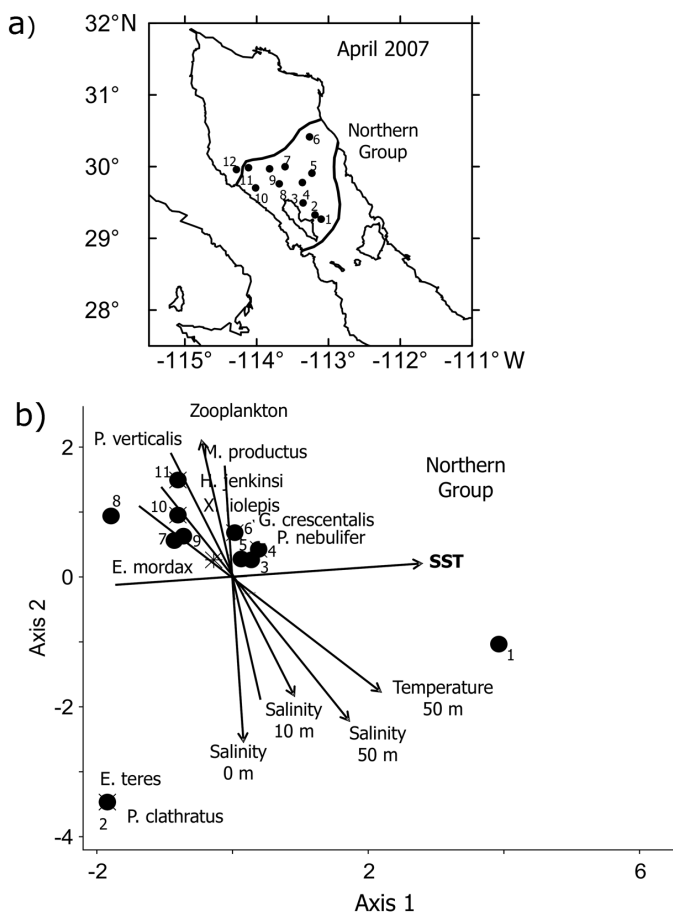 a)
32°N
April 2007
31°
Northern
Group
6
30°
12
7
5
11
9
4
10
8
3
2
1
29°
28°
-115°
-114°
-113°
-112°
-111°W
b)
Zooplankton
P. verticalis
M. productus
2
11
H. jenkinsi
Northern
Group
8
10
X. liolepis
G. crescentalis
6
7
9
5
4
P. nebulifer
3
E. mordax
SST
0
Axis 2
1
Temperature
50 m
Salinity
10 m
Salinity
50 m
-2
Salinity
0 m
E. teres
P. clathratus
2
-4
-2
0
2
4
6
Axis 1